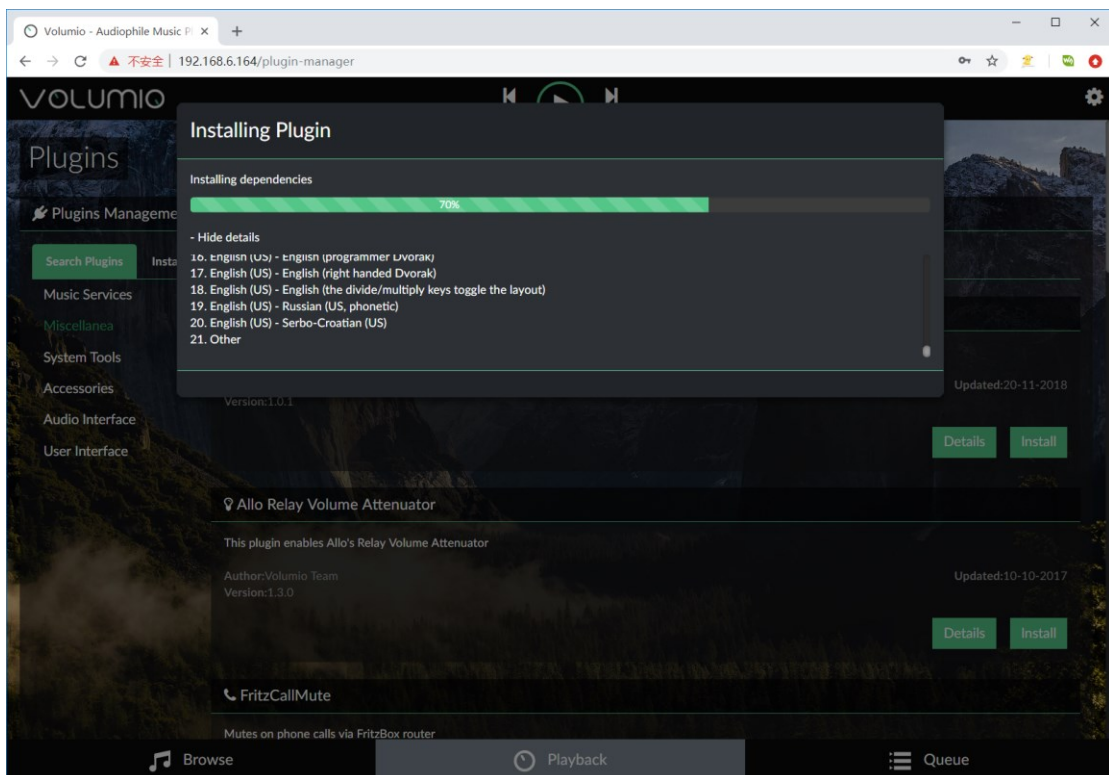 Volumio - Audiophile Music Pl
不安全 | 192.168.6.164/plugin-manager
VOLUMIO
Installing Plugin
Plugins
Installing dependencies
70%
Plugins Manageme
- Hide details
16. English (US) - English (programmer Dvorak)
17. English (US) - English (right handed Dvorak)
18. English (US) - English (the divide/multiply keys toggle the layout)
19. English (US) - Russian (US, phonetic)
20. English (US) - Serbo-Croatian (US)
21. Other
Search Plugins Insta
Music Services
Miscellanea
System Tools
Accessories
Audio Interface
User Interface
Updated:20-11-2018
Version:1.0.1
Details Install
Allo Relay Volume Attenuator
This plugin enables Allo's Relay Volume Attenuator
Author:Volumio Team
Updated:10-10-2017
Version:1.3.0
Details Install
FritzCallMute
Mutes on phone calls via FritzBox router
Browse Playback Queue